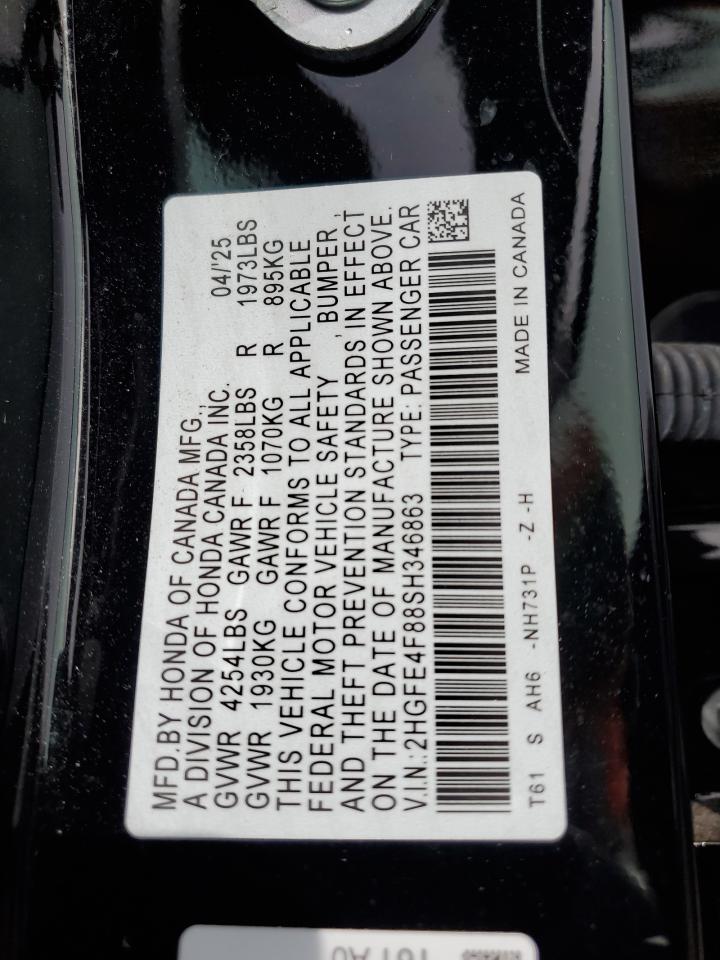 MFD.BY HONDA OF CANADA MFG.,
A DIVISION OF HONDA CANADA INC. 04/'25
GVWR 4254LBS GAWR F 2358LBS R 1973LBS
GVWR 1930KG GAWR F 1070KG R 895KG
THIS VEHICLE CONFORMS TO ALL APPLICABLE
FEDERAL MOTOR VEHICLE SAFETY , BUMPER,
AND THEFT PREVENTION STANDARDS IN EFFECT
ON THE DATE OF MANUFACTURE SHOWN ABOVE.
V.I.N.:2HGFE4F88SH346863 TYPE: PASSENGER CAR
T61 S AH6 -NH731P -Z -H MADE IN CANADA